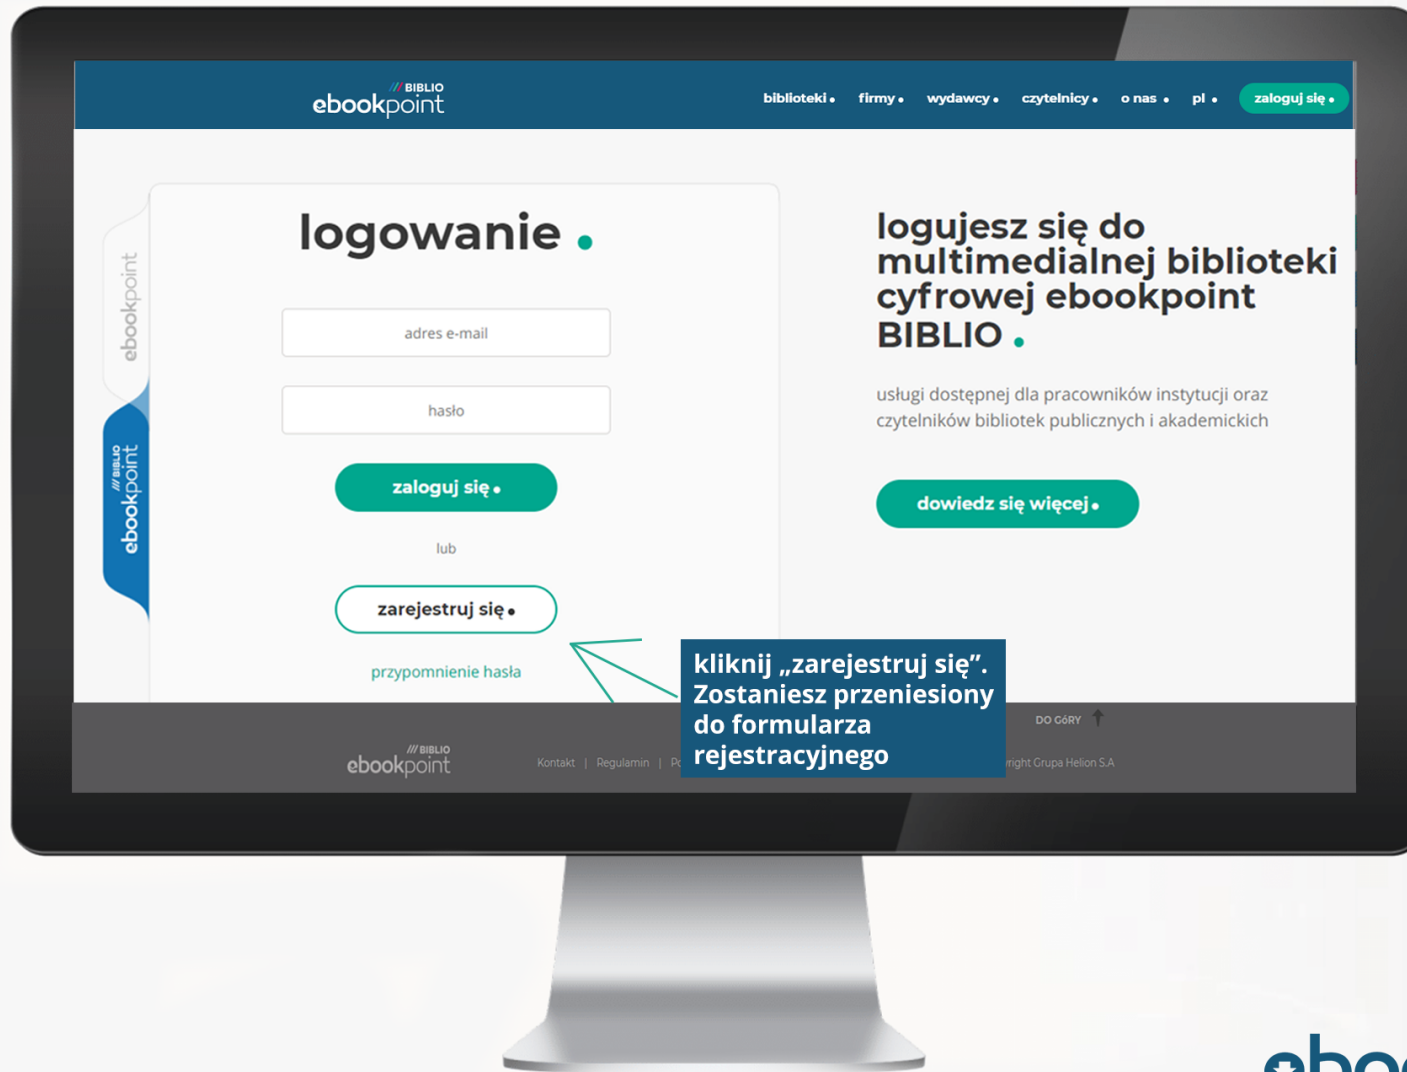 /// BIBLIO
ebookpoint
biblioteki • firmy • wydawcy • czytelnicy • o nas • pl • zaloguj się •
ebookpoint
/// BIBLIO
ebookpoint
logowanie .
adres e-mail
hasło
zaloguj się •
lub
zarejestruj się •
przypomnienie hasła
logujesz się do
multimedialnej biblioteki
cyfrowej ebookpoint
BIBLIO .
usługi dostępnej dla pracowników instytucji oraz
czytelników bibliotek publicznych i akademickich
dowiedz się więcej •
kliknij „zarejestruj się”.
Zostaniesz przeniesiony
do formularza
rejestracyjnego
DO GóRY
/// BIBLIO
ebookpoint
Kontakt | Regulamin |
Grupa Helion S.A